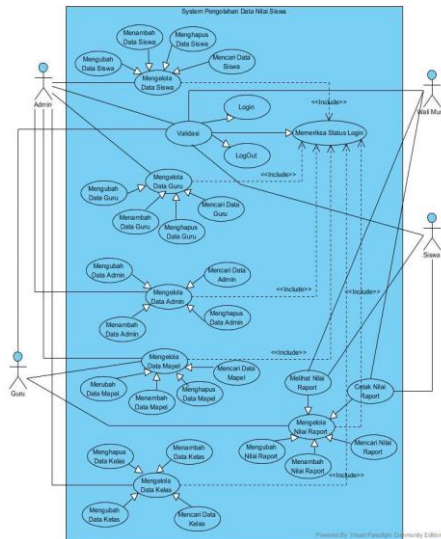 System Pengolahan Data Nilai Siswa
Menambah
Data Siswa
Menghapus
Data Siswa
Mengubah
Data Siswa
Mencari Data
Siswa
Mengelola
Data Siswa
Admin
<<Include>>
Wali Mur
Login
Validasi
Memeriksa Status Login
LogOut
Mengelola
Data Guru
<<Include>>
Mengubah
Data Guru
Mencari Data
Guru
Menambah
Data Guru
Menghapus
Data Guru
Siswa
<<Include>>
Mengubah
Data Admin
Mencari Data
Admin
Mengelola
Data Admin
<<Include>>
Menambah
Data Admin
Menghapus
Data Admin
<<Include>>
Mengelola
Data Mapel
Mencari Data
Mapel
Melihat Nilai
Raport
Cetak Nilai
Raport
Guru
Merubah
Data Mapel
Menghapus
Data Mapel
Menambah
Data Mapel
Mengelola
Nilai Raport
Mengubah
Nilai Raport
Mencari Nilai
Raport
Menambah
Nilai Raport
Menghapus
Data Kelas
Menambah
Data Kelas
Mengelola
Data Kelas
<<Include>>
Mengubah
Data Kelas
Mencari Data
Kelas
Powered By Visual Paradigm Community Edition